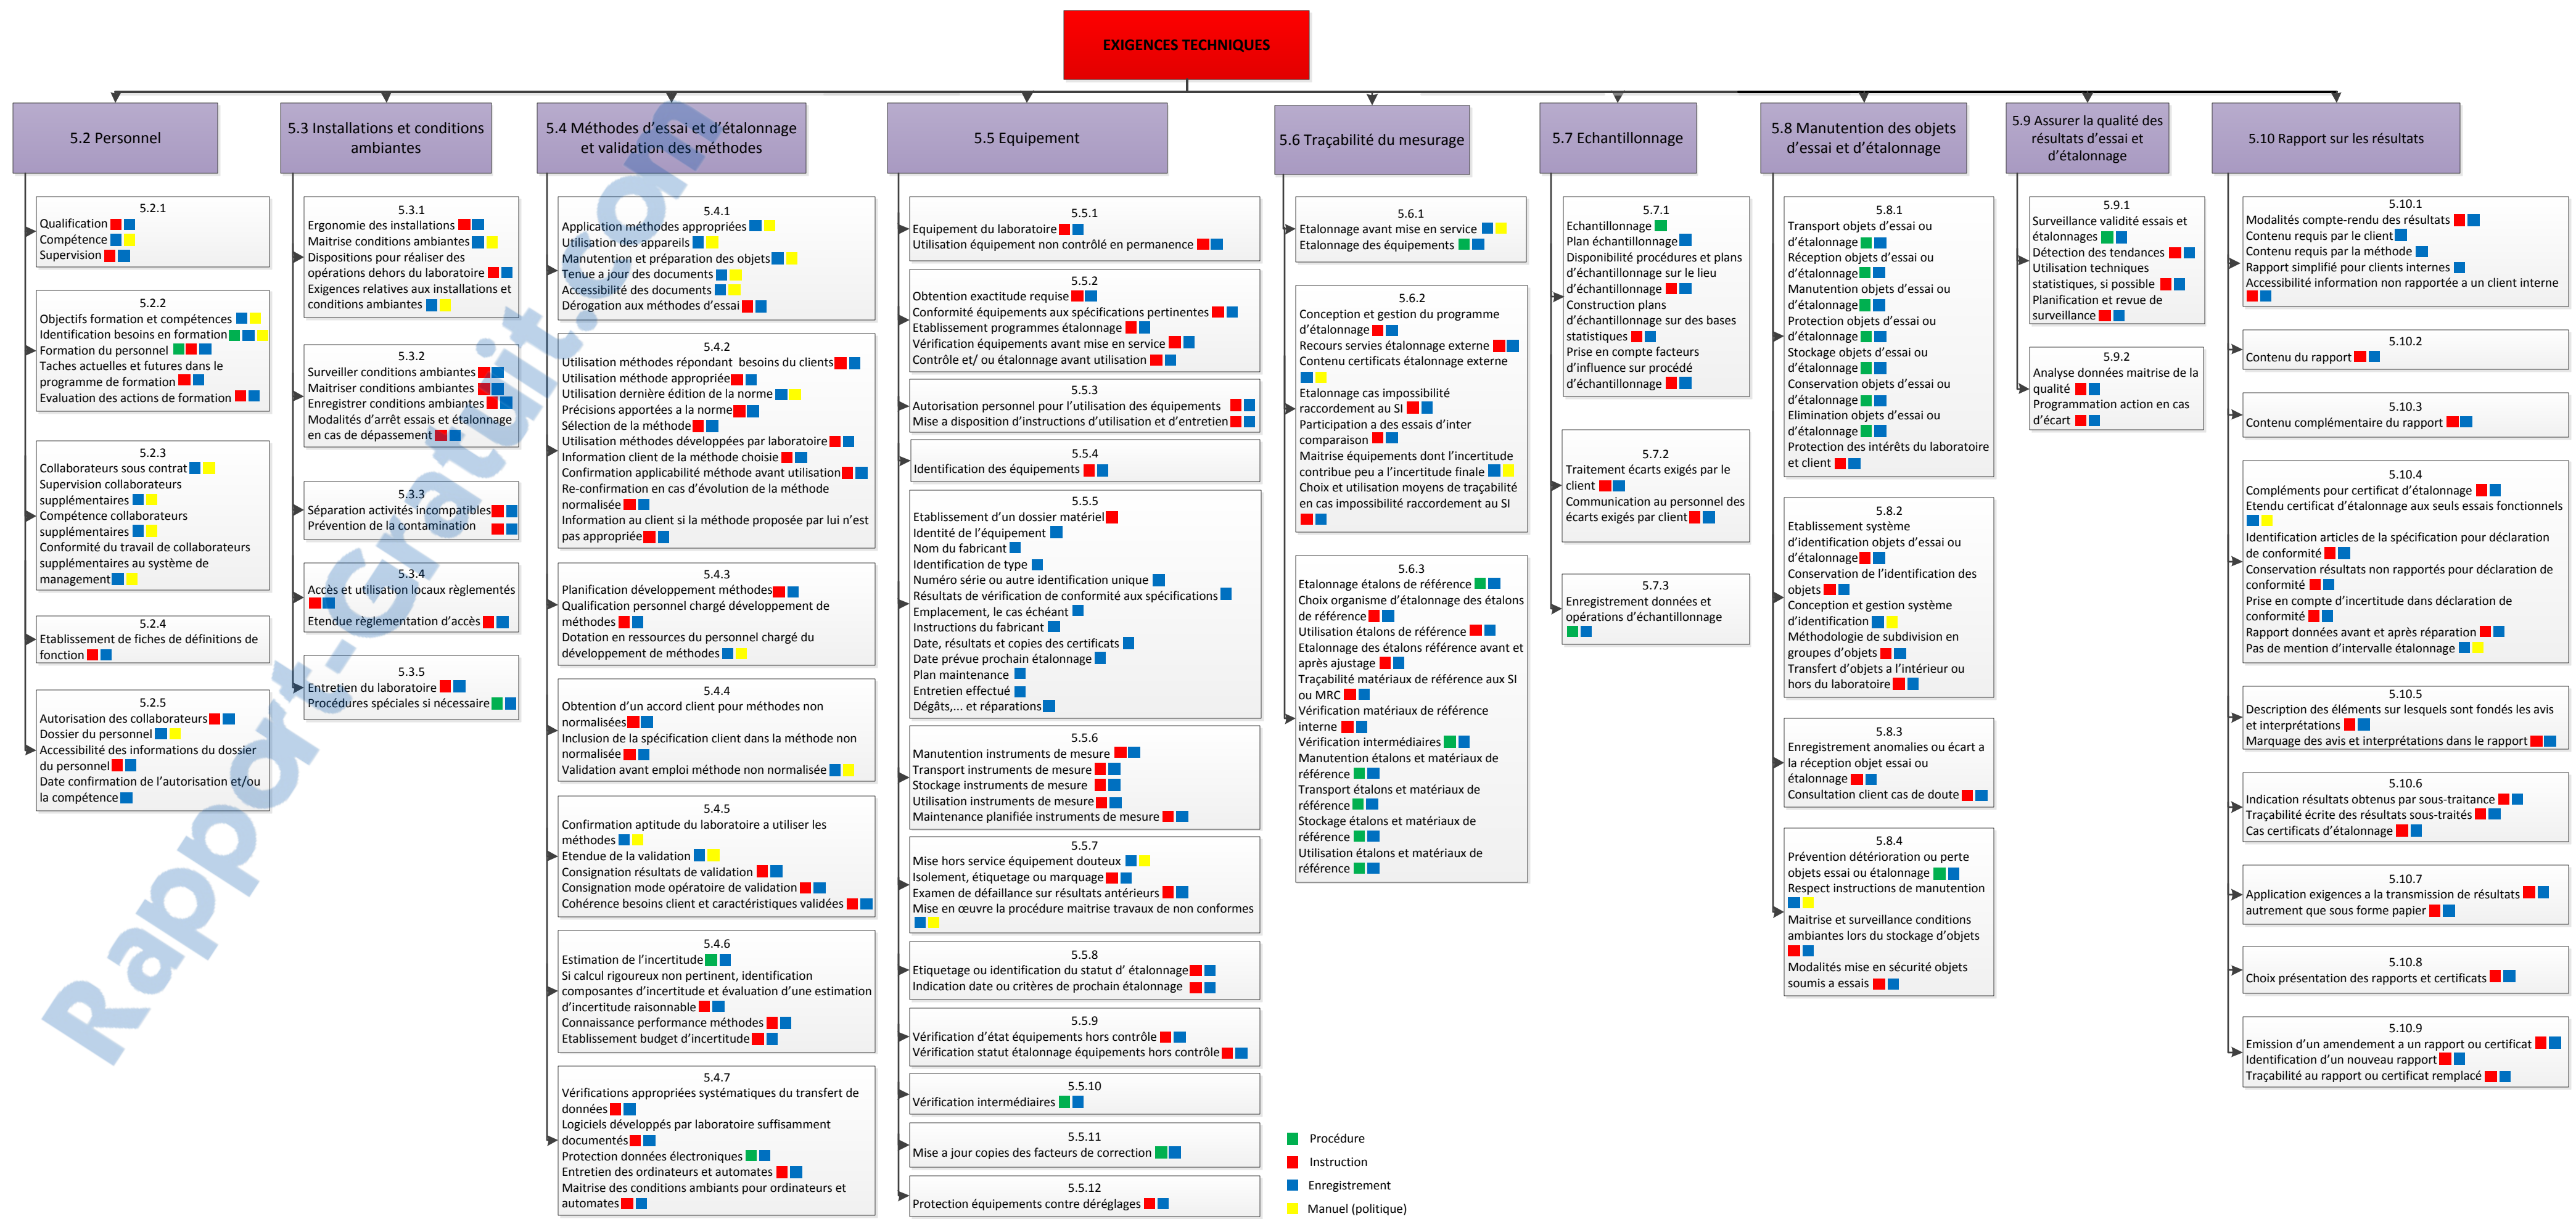 EXIGENCES TECHNIQUES
5.2 Personnel
5.2.1
Qualification
Compétence
Supervision
5.2.2
Objectifs formation et compétences
Identification besoins en formation
Formation du personnel
Taches actuelles et futures dans le
programme de formation
Evaluation des actions de formation
5.2.3
Collaborateurs sous contrat
Supervision collaborateurs
supplémentaires
Compétence collaborateurs
supplémentaires
Conformité du travail de collaborateurs
supplémentaires au système de
management
5.2.4
Etablissement de fiches de définitions de
fonction
5.2.5
Autorisation des collaborateurs
Dossier du personnel
Accessibilité des informations du dossier
du personnel
Date confirmation de l'autorisation et/ou
la compétence
5.3 Installations et conditions
ambiantes
5.3.1
Ergonomie des installations
Maitrise conditions ambiantes
Dispositions pour réaliser des
opérations dehors du laboratoire
Exigences relatives aux installations et
conditions ambiantes
5.3.2
Surveiller conditions ambiantes
Maitriser conditions ambiantes
Enregistrer conditions ambiantes
Modalités d'arrêt essais et étalonnage
en cas de dépassement
5.3.3
Séparation activités incompatibles
Prévention de la contamination
5.3.4
Accès et utilisation locaux règlementés
Etendue règlementation d'accès
5.3.5
Entretien du laboratoire
Procédures spéciales si nécessaire
5.4 Méthodes d'essai et d'étalonnage
et validation des méthodes
5.4.1
Application méthodes appropriées
Utilisation des appareils
Manutention et préparation des objets
Tenue a jour des documents
Accessibilité des documents
Dérogation aux méthodes d'essai
5.4.2
Utilisation méthodes répondant besoins du clients
Utilisation méthode appropriée
Utilisation dernière édition de la norme
Précisions apportées a la norme
Sélection de la méthode
Utilisation méthodes développées par laboratoire
Information client de la méthode choisie
Confirmation applicabilité méthode avant utilisation
Re-confirmation en cas d'évolution de la méthode
normalisée
Information au client si la méthode proposée par lui n'est
pas appropriée
5.4.3
Planification développement méthodes
Qualification personnel chargé développement de
méthodes
Dotation en ressources du personnel chargé du
développement de méthodes
5.4.4
Obtention d'un accord client pour méthodes non
normalisées
Inclusion de la spécification client dans la méthode non
normalisée
Validation avant emploi méthode non normalisée
5.4.5
Confirmation aptitude du laboratoire a utiliser les
méthodes
Etendue de la validation
Consignation résultats de validation
Consignation mode opératoire de validation
Cohérence besoins client et caractéristiques validées
5.4.6
Estimation de l'incertitude
Si calcul rigoureux non pertinent, identification
composantes d'incertitude et évaluation d'une estimation
d'incertitude raisonnable
Connaissance performance méthodes
Etablissement budget d'incertitude
5.4.7
Vérifications appropriées systématiques du transfert de
données
Logiciels développés par laboratoire suffisamment
documentés
Protection données électroniques
Entretien des ordinateurs et automates
Maitrise des conditions ambiants pour ordinateurs et
automates
5.5 Equipement
5.5.1
Equipement du laboratoire
Utilisation équipement non contrôlé en permanence
5.5.2
Obtention exactitude requise
Conformité équipements aux spécifications pertinentes
Etablissement programmes étalonnage
Vérification équipements avant mise en service
Contrôle et/ ou étalonnage avant utilisation
5.5.3
Autorisation personnel pour l'utilisation des équipements
Mise a disposition d'instructions d'utilisation et d'entretien
5.5.4
Identification des équipements
5.5.5
Etablissement d'un dossier matériel
Identité de l'équipement
Nom du fabricant
Identification de type
Numéro série ou autre identification unique
Résultats de vérification de conformité aux spécifications
Emplacement, le cas échéant
Instructions du fabricant
Date, résultats et copies des certificats
Date prévue prochain étalonnage
Plan maintenance
Entretien effectué
Dégâts,... et réparations
5.5.6
Manutention instruments de mesure
Transport instruments de mesure
Stockage instruments de mesure
Utilisation instruments de mesure
Maintenance planifiée instruments de mesure
5.5.7
Mise hors service équipement douteux
Isolement, étiquetage ou marquage
Examen de défaillance sur résultats antérieurs
Mise en œuvre la procédure maitrise travaux de non conformes
5.5.8
Etiquetage ou identification du statut d' étalonnage
Indication date ou critères de prochain étalonnage
5.5.9
Vérification d'état équipements hors contrôle
Vérification statut étalonnage équipements hors contrôle
5.5.10
Vérification intermédiaires
5.5.11
Mise a jour copies des facteurs de correction
5.5.12
Protection équipements contre déréglages
5.6 Traçabilité du mesurage
5.6.1
Etalonnage avant mise en service
Etalonnage des équipements
5.6.2
Conception et gestion du programme
d'étalonnage
Recours servies étalonnage externe
Contenu certificats étalonnage externe
Etalonnage cas impossibilité
raccordement au SI
Participation a des essais d'inter
comparaison
Maitrise équipements dont l'incertitude
contribue peu a l'incertitude finale
Choix et utilisation moyens de traçabilité
en cas impossibilité raccordement au SI
5.6.3
Etalonnage étalons de référence
Choix organisme d'étalonnage des étalons
de référence
Utilisation étalons de référence
Etalonnage des étalons référence avant et
après ajustage
Traçabilité matériaux de référence aux SI
ou MRC
Vérification matériaux de référence
interne
Vérification intermédiaires
Manutention étalons et matériaux de
référence
Transport étalons et matériaux de
référence
Stockage étalons et matériaux de
référence
Utilisation étalons et matériaux de
référence
5.7 Echantillonnage
5.7.1
Echantillonnage
Plan échantillonnage
Disponibilité procédures et plans
d'échantillonnage sur le lieu
d'échantillonnage
Construction plans
d'échantillonnage sur des bases
statistiques
Prise en compte facteurs
d'influence sur procédé
d'échantillonnage
5.7.2
Traitement écarts exigés par le
client
Communication au personnel des
écarts exigés par client
5.7.3
Enregistrement données et
opérations d'échantillonnage
5.8 Manutention des objets
d'essai et d'étalonnage
5.8.1
Transport objets d'essai ou
d'étalonnage
Réception objets d'essai ou
d'étalonnage
Manutention objets d'essai ou
d'étalonnage
Protection objets d'essai ou
d'étalonnage
Stockage objets d'essai ou
d'étalonnage
Conservation objets d'essai ou
d'étalonnage
Elimination objets d'essai ou
d'étalonnage
Protection des intérêts du laboratoire
et client
5.8.2
Etablissement système
d'identification objets d'essai ou
d'étalonnage
Conservation de l'identification des
objets
Conception et gestion système
d'identification
Méthodologie de subdivision en
groupes d'objets
Transfert d'objets a l'intérieur ou
hors du laboratoire
5.8.3
Enregistrement anomalies ou écart a
la réception objet essai ou
étalonnage
Consultation client cas de doute
5.8.4
Prévention détérioration ou perte
objets essai ou étalonnage
Respect instructions de manutention
Maitrise et surveillance conditions
ambiantes lors du stockage d'objets
Modalités mise en sécurité objets
soumis a essais
5.9 Assurer la qualité des
résultats d'essai et
d'étalonnage
5.9.1
Surveillance validité essais et
étalonnages
Détection des tendances
Utilisation techniques
statistiques, si possible
Planification et revue de
surveillance
5.9.2
Analyse données maitrise de la
qualité
Programmation action en cas
d'écart
5.10 Rapport sur les résultats
5.10.1
Modalités compte-rendu des résultats
Contenu requis par le client
Contenu requis par la méthode
Rapport simplifié pour clients internes
Accessibilité information non rapportée a un client interne
5.10.2
Contenu du rapport
5.10.3
Contenu complémentaire du rapport
5.10.4
Compléments pour certificat d'étalonnage
Etendu certificat d'étalonnage aux seuls essais fonctionnels
Identification articles de la spécification pour déclaration
de conformité
Conservation résultats non rapportés pour déclaration de
conformité
Prise en compte d'incertitude dans déclaration de
conformité
Rapport données avant et après réparation
Pas de mention d'intervalle étalonnage
5.10.5
Description des éléments sur lesquels sont fondés les avis
et interprétations
Marquage des avis et interprétations dans le rapport
5.10.6
Indication résultats obtenus par sous-traitance
Traçabilité écrite des résultats sous-traités
Cas certificats d'étalonnage
5.10.7
Application exigences a la transmission de résultats
autrement que sous forme papier
5.10.8
Choix présentation des rapports et certificats
5.10.9
Emission d'un amendement a un rapport ou certificat
Identification d'un nouveau rapport
Traçabilité au rapport ou certificat remplacé
Procédure
Instruction
Enregistrement
Manuel (politique)
Rapport-Gratuit.com